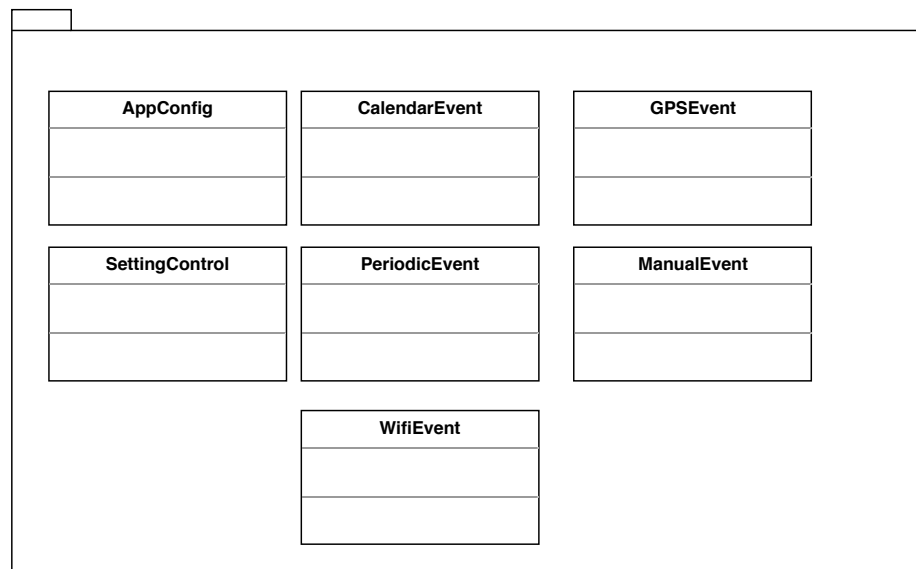 AppConfig
CalendarEvent
GPSEvent
SettingControl
PeriodicEvent
ManualEvent
WifiEvent